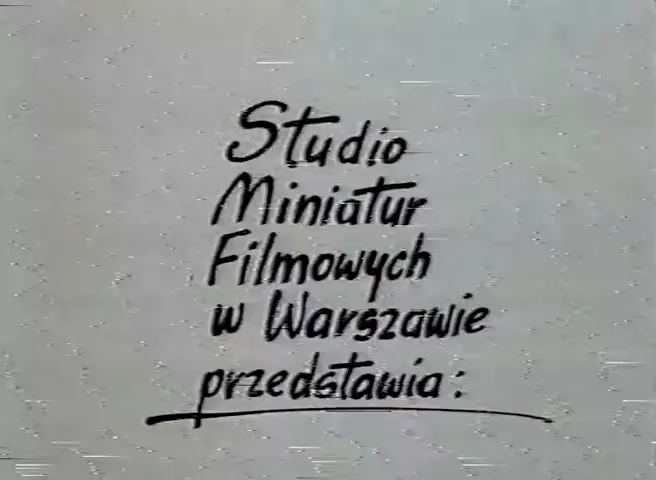 Studio
Miniatur
Filmowych
w Warszawie
przedstawia: